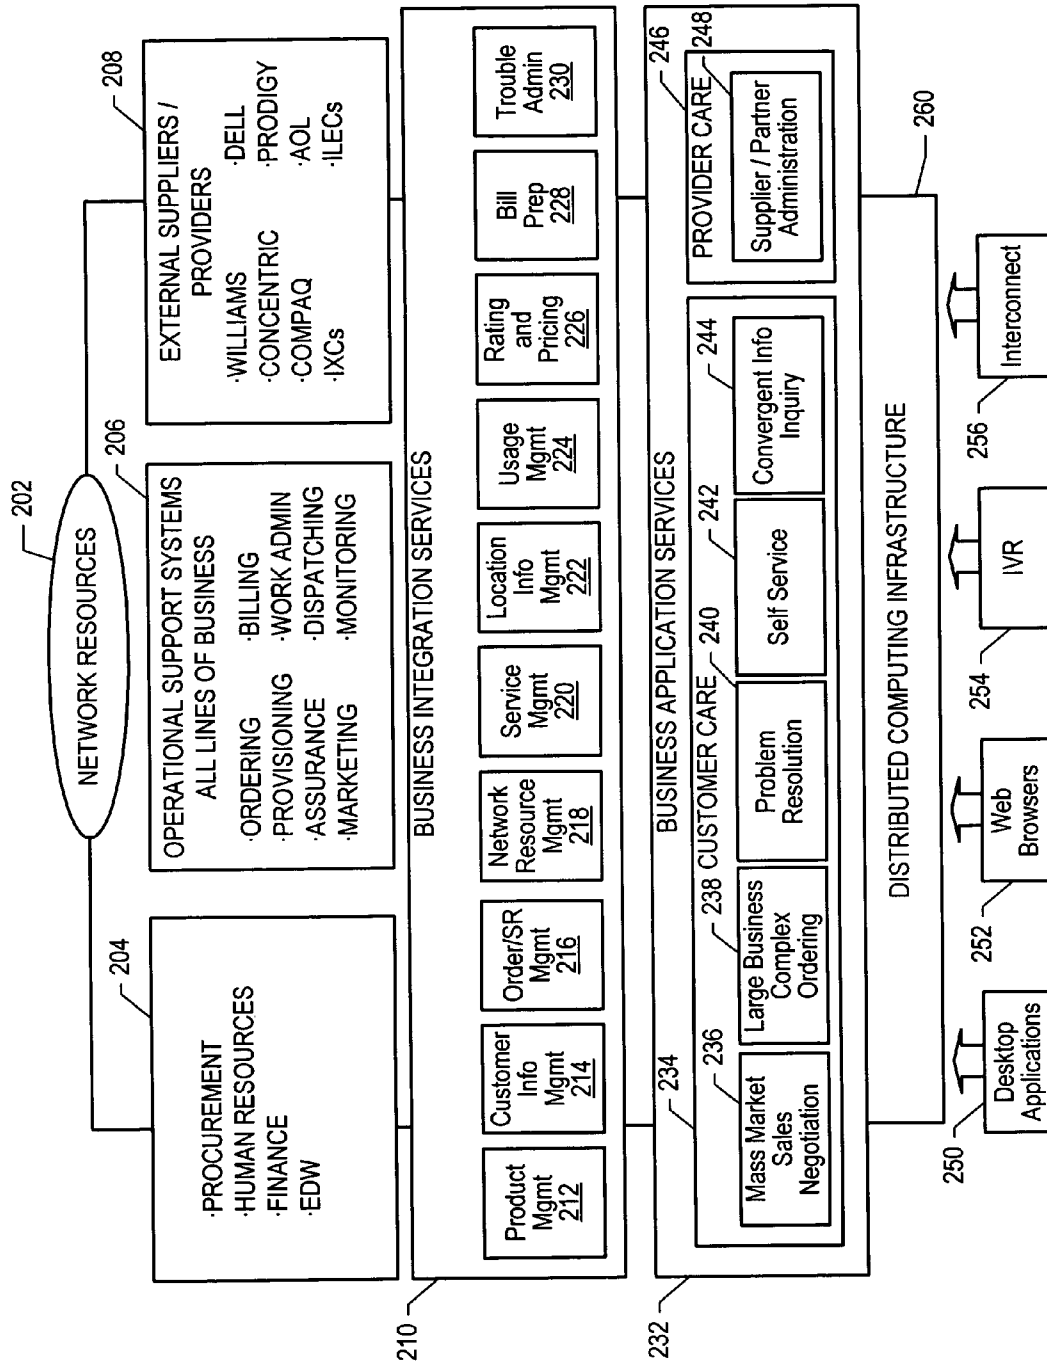 202
NETWORK RESOURCES
204
·PROCUREMENT
·HUMAN RESOURCES
·FINANCE
·EDW
206
OPERATIONAL SUPPORT SYSTEMS
ALL LINES OF BUSINESS
·ORDERING
·PROVISIONING
·ASSURANCE
·MARKETING
·BILLING
·WORK ADMIN
·DISPATCHING
·MONITORING
208
EXTERNAL SUPPLIERS /
PROVIDERS
·WILLIAMS
·CONCENTRIC
·COMPAQ
·IXCs
·DELL
·PRODIGY
·AOL
·ILECs
210
BUSINESS INTEGRATION SERVICES
Product
Mgmt
212
Customer
Info
Mgmt
214
Order/SR
Mgmt
216
Network
Resource
Mgmt
218
Service
Mgmt
220
Location
Info
Mgmt
222
Usage
Mgmt
224
Rating
and
Pricing
226
Bill
Prep
228
Trouble
Admin
230
232
BUSINESS APPLICATION SERVICES
234
CUSTOMER CARE
236
Mass Market
Sales
Negotiation
238
Large Business
Complex
Ordering
240
Problem
Resolution
242
Self Service
244
Convergent Info
Inquiry
246
PROVIDER CARE
248
Supplier / Partner
Administration
DISTRIBUTED COMPUTING INFRASTRUCTURE
260
250
Desktop
Applications
252
Web
Browsers
254
IVR
256
Interconnect